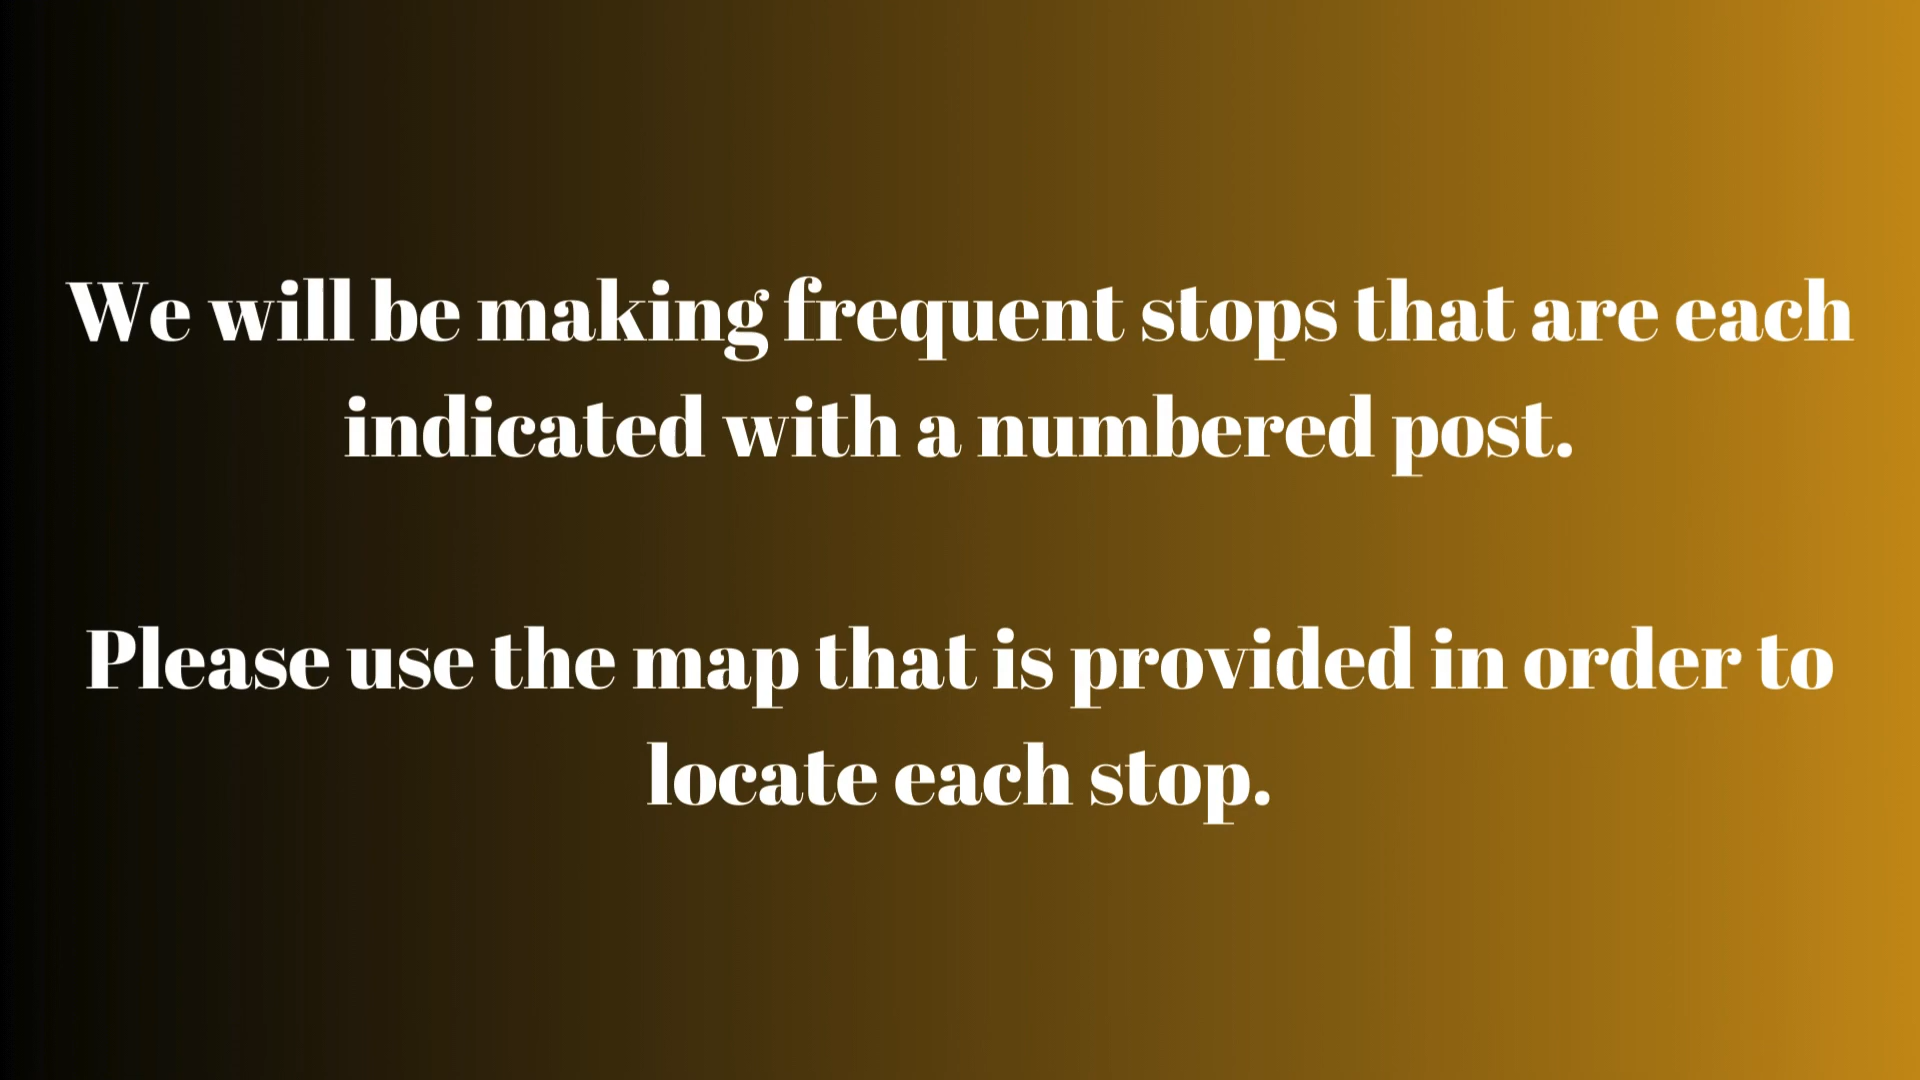 We will be making frequent stops that are each
indicated with a numbered post.
Please use the map that is provided in order to
locate each stop.